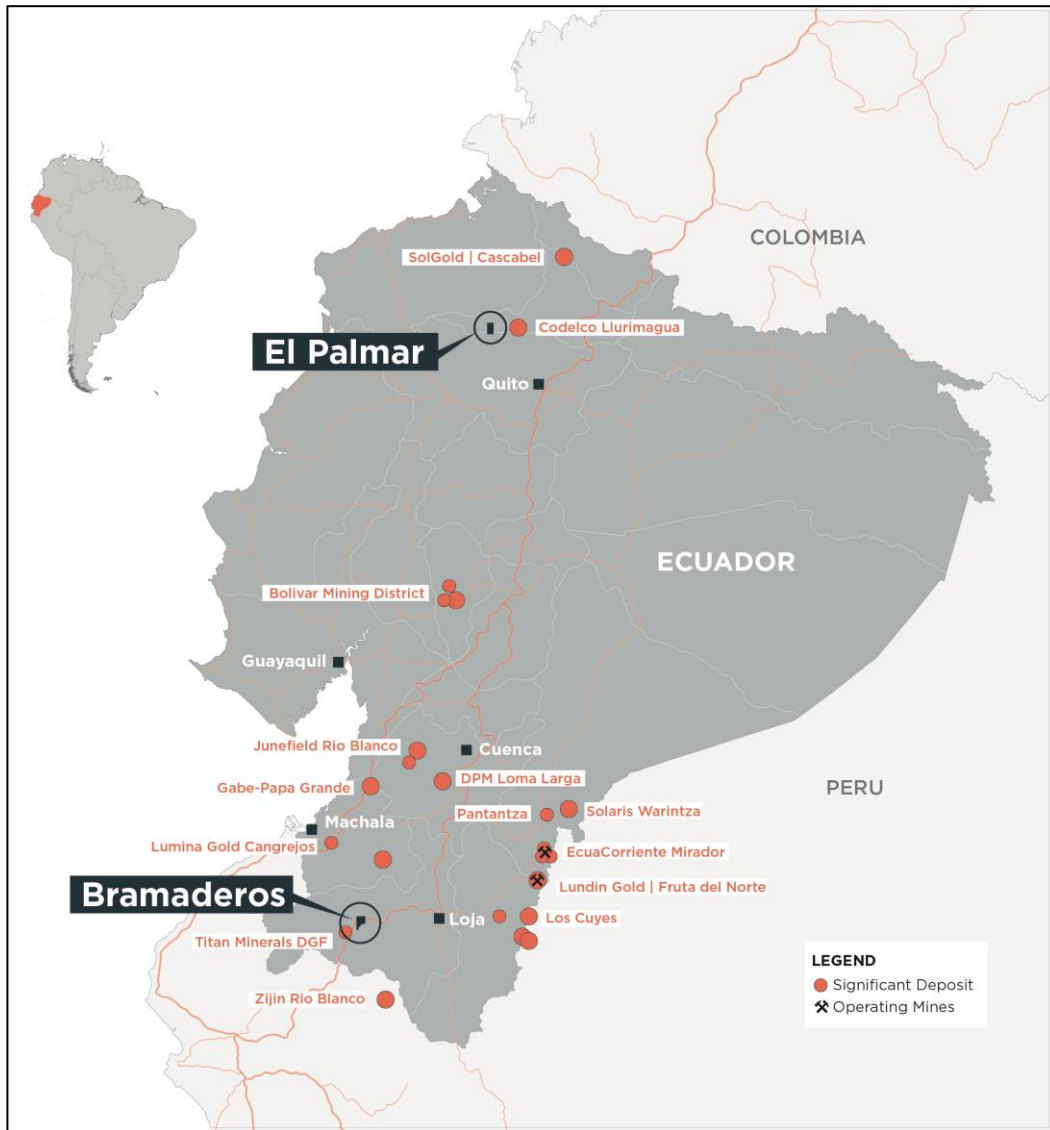 COLOMBIA
SolGold | Cascabel
Codelco Llurimagua
El Palmar
Quito
ECUADOR
Bolivar Mining District
Guayaquil
Junefield Rio Blanco
Cuenca
DPM Loma Larga
Gabe-Papa Grande
PERU
Pantantza
Solaris Warintza
Machala
Lumina Gold Cangrejos
EcuaCorriente Mirador
Lundin Gold | Fruta del Norte
Bramaderos
Loja
Los Cuyes
Titan Minerals DGF
Zijin Rio Blanco
LEGEND
Significant Deposit
Operating Mines